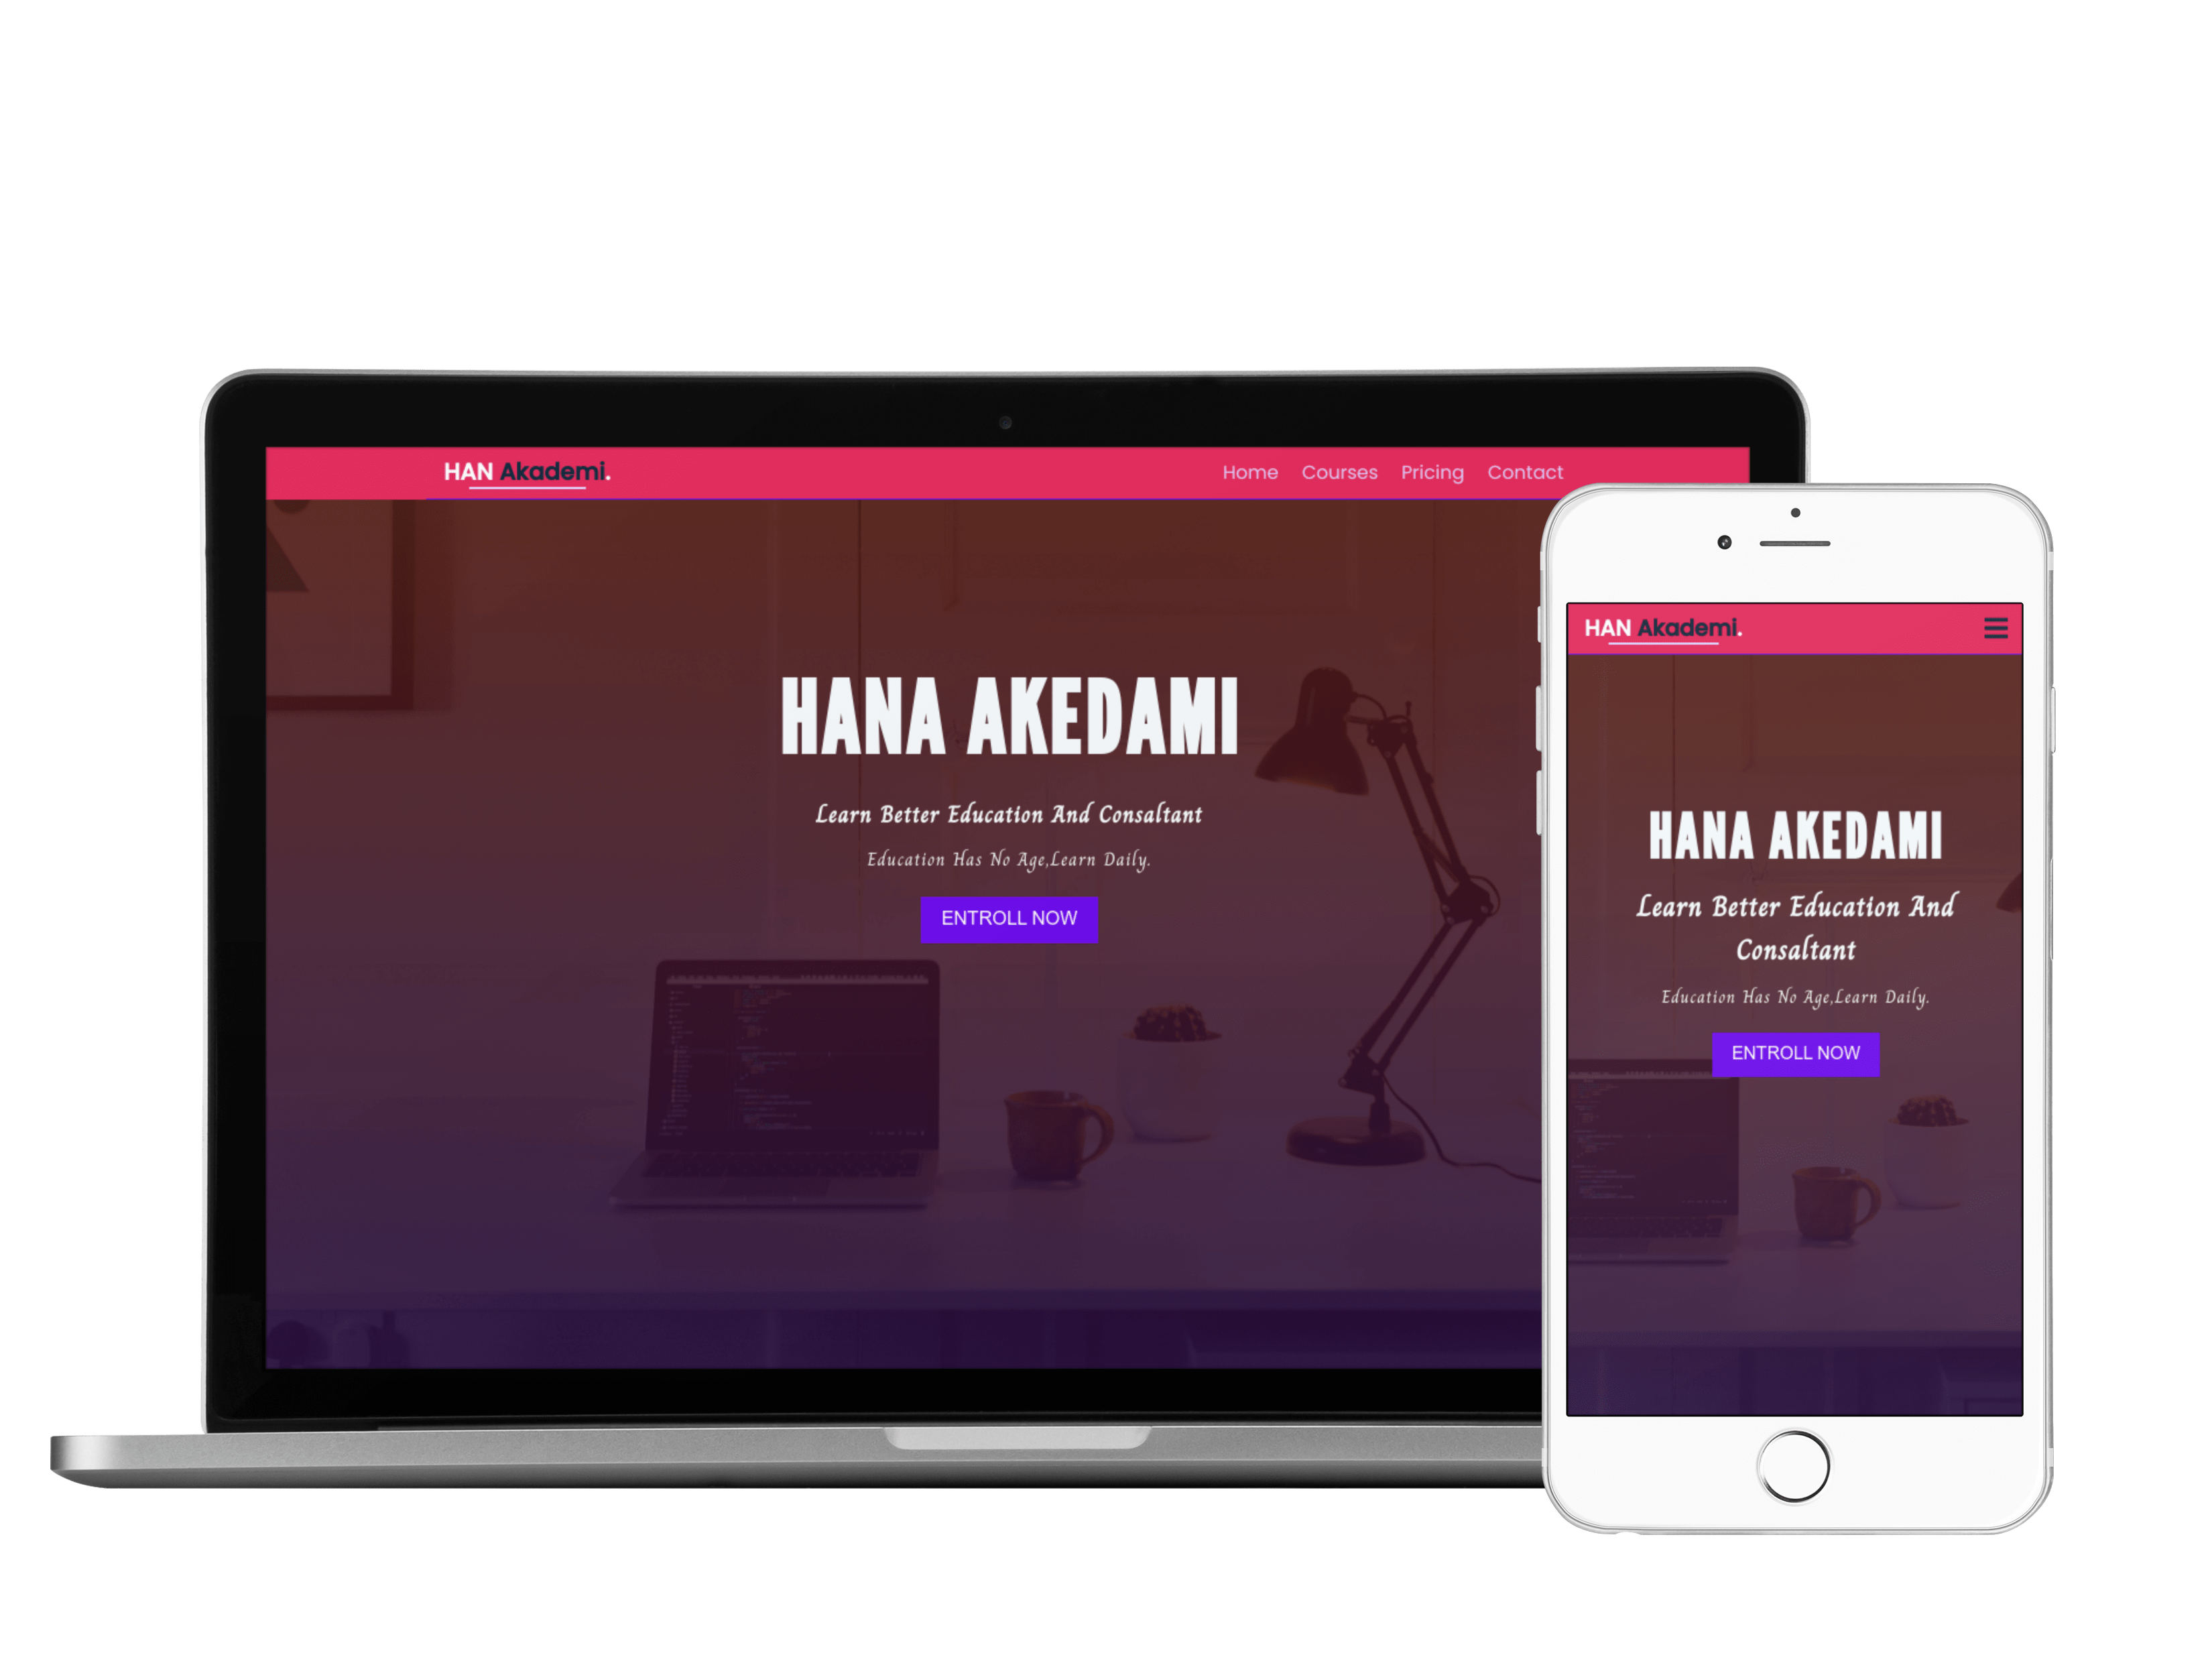 HAN Akademi.
Home Courses Pricing Contact
HANA AKEDAMI
Learn Better Education And Consaltant
Education Has No Age,Learn Daily.
ENTROLL NOW
HAN Akademi.
HANA AKEDAMI
Learn Better Education And
Consaltant
Education Has No Age,Learn Daily.
ENTROLL NOW